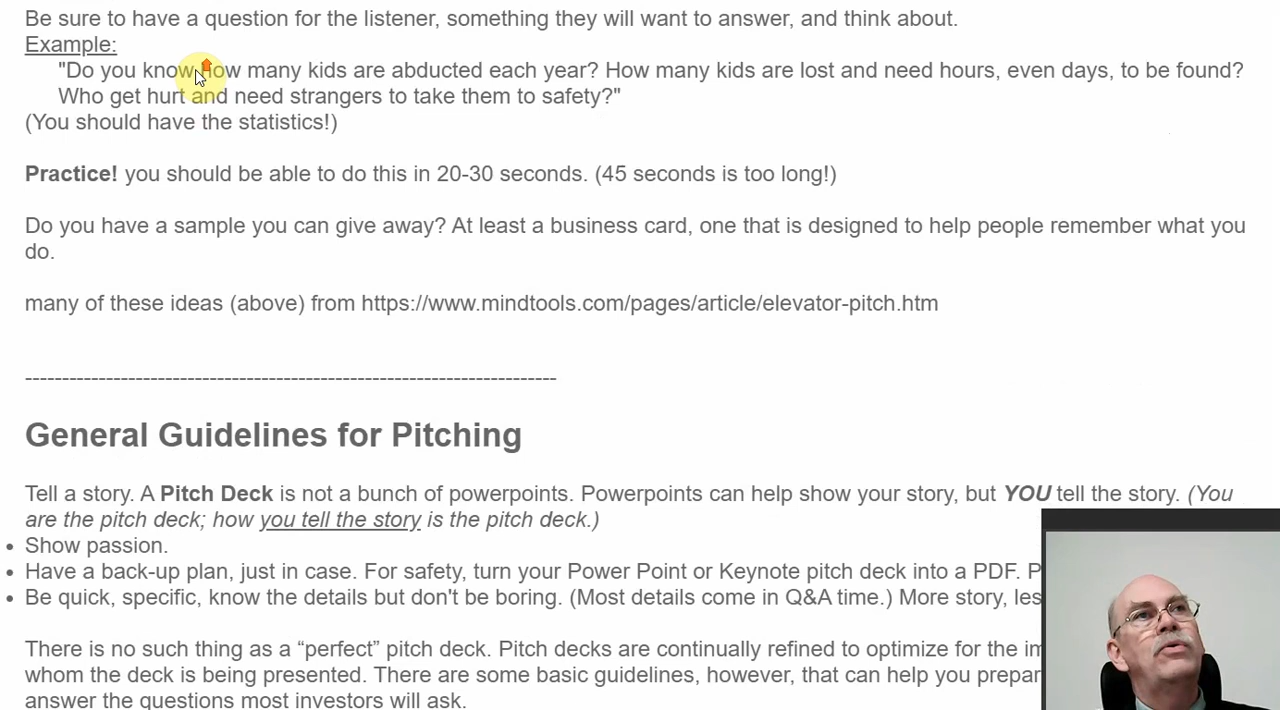 Be sure to have a question for the listener, something they will want to answer, and think about.
Example:
"Do you know how many kids are abducted each year? How many kids are lost and need hours, even days, to be found?
Who get hurt and need strangers to take them to safety?"
(You should have the statistics!)
Practice! you should be able to do this in 20-30 seconds. (45 seconds is too long!)
Do you have a sample you can give away? At least a business card, one that is designed to help people remember what you
do.
many of these ideas (above) from https://www.mindtools.com/pages/article/elevator-pitch.htm
-----------------------------------------------------------------------
General Guidelines for Pitching
Tell a story. A Pitch Deck is not a bunch of powerpoints. Powerpoints can help show your story, but YOU tell the story. (You
are the pitch deck; how you tell the story is the pitch deck.)
• Show passion.
• Have a back-up plan, just in case. For safety, turn your Power Point or Keynote pitch deck into a PDF.
• Be quick, specific, know the details but don't be boring. (Most details come in Q&A time.) More story,
There is no such thing as a “perfect” pitch deck. Pitch decks are continually refined to optimize for the
whom the deck is being presented. There are some basic guidelines, however, that can help you
answer the questions most investors will ask.